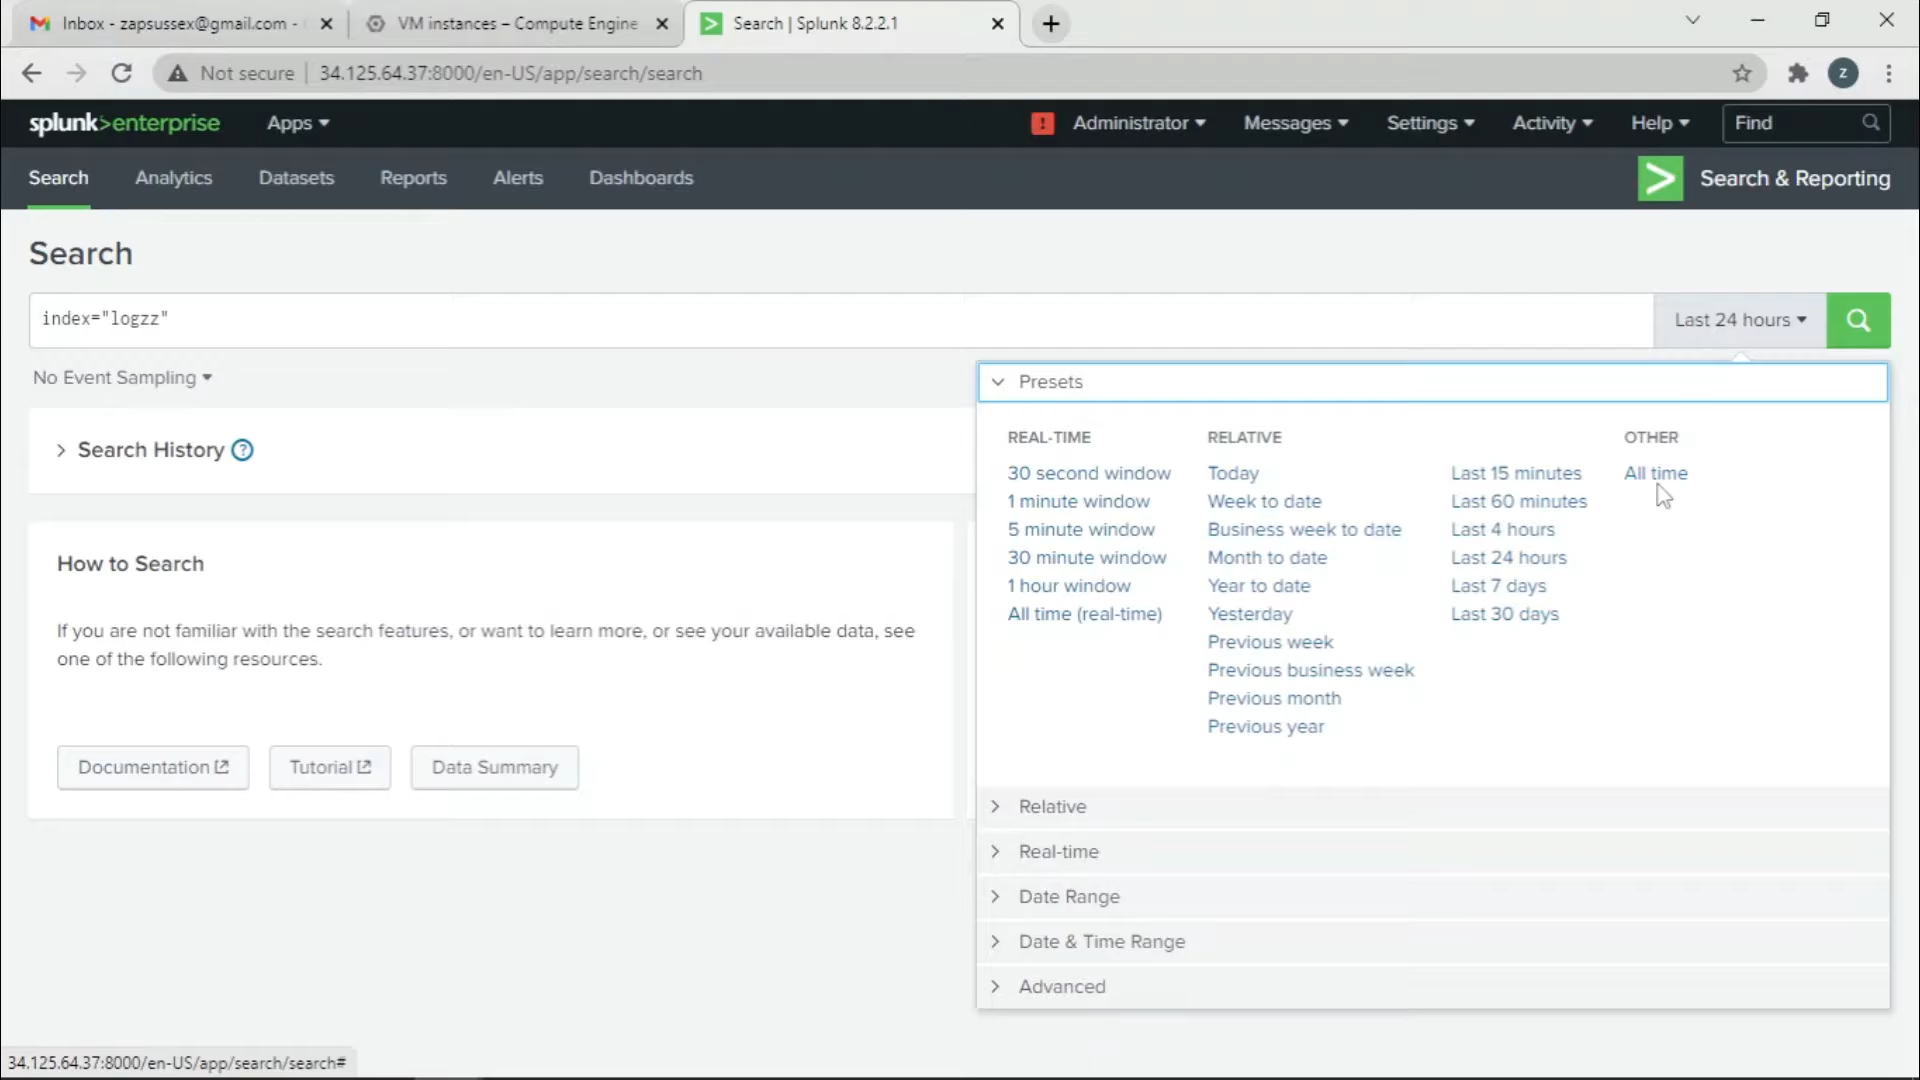 Inbox - zapsussex@gmail.com -
VM instances – Compute Engine
Search | Splunk 8.2.2.1
Not secure
34.125.64.37:8000/en-US/app/search/search
z
splunk>enterprise
Apps
!
Administrator
Messages
Settings
Activity
Help
Find
Search
Analytics
Datasets
Reports
Alerts
Dashboards
Search & Reporting
Search
index="logzz"
Last 24 hours
No Event Sampling
Presets
Search History ?
REAL-TIME
30 second window
1 minute window
5 minute window
30 minute window
1 hour window
All time (real-time)
RELATIVE
Today
Week to date
Business week to date
Month to date
Year to date
Yesterday
Previous week
Previous business week
Previous month
Previous year
Last 15 minutes
Last 60 minutes
Last 4 hours
Last 24 hours
Last 7 days
Last 30 days
OTHER
All time
How to Search
If you are not familiar with the search features, or want to learn more, or see your available data, see
one of the following resources.
Documentation
Tutorial
Data Summary
Relative
Real-time
Date Range
Date & Time Range
Advanced
34.125.64.37:8000/en-US/app/search/search#